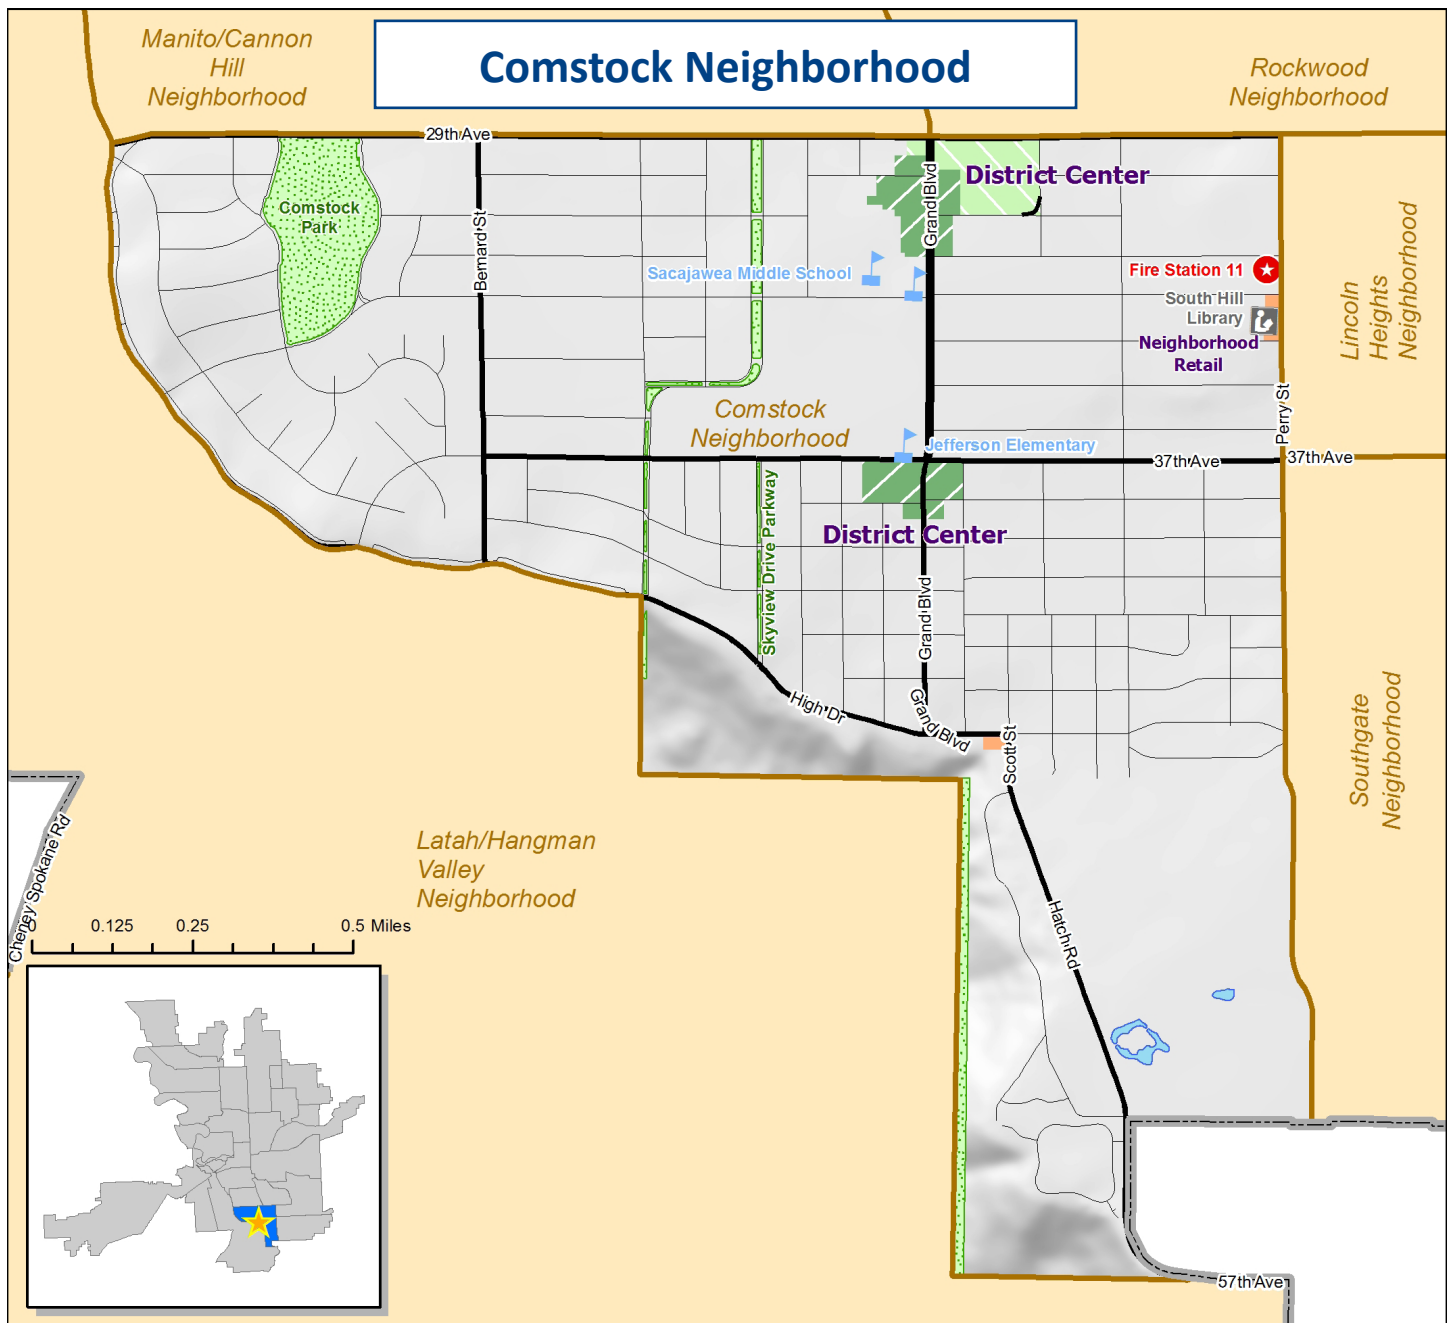 Manito/Cannon
Hill
Neighborhood
Comstock Neighborhood
Rockwood
Neighborhood
29th Ave
Comstock
Park
Bernard St
Grand Blvd
District Center
Sacajawea Middle School
Fire Station 11
South Hill
Library
Neighborhood
Retail
Lincoln
Heights
Neighborhood
Perry St
Comstock
Neighborhood
Jefferson Elementary
37th Ave
37th Ave
District Center
Skyview Drive Parkway
Grand Blvd
High Dr
Grand Blvd
Scott St
Southgate
Neighborhood
Latah/Hangman
Valley
Neighborhood
Cheney Spokane Rd
0 0.125 0.25 0.5 Miles
Hatch Rd
57th Ave